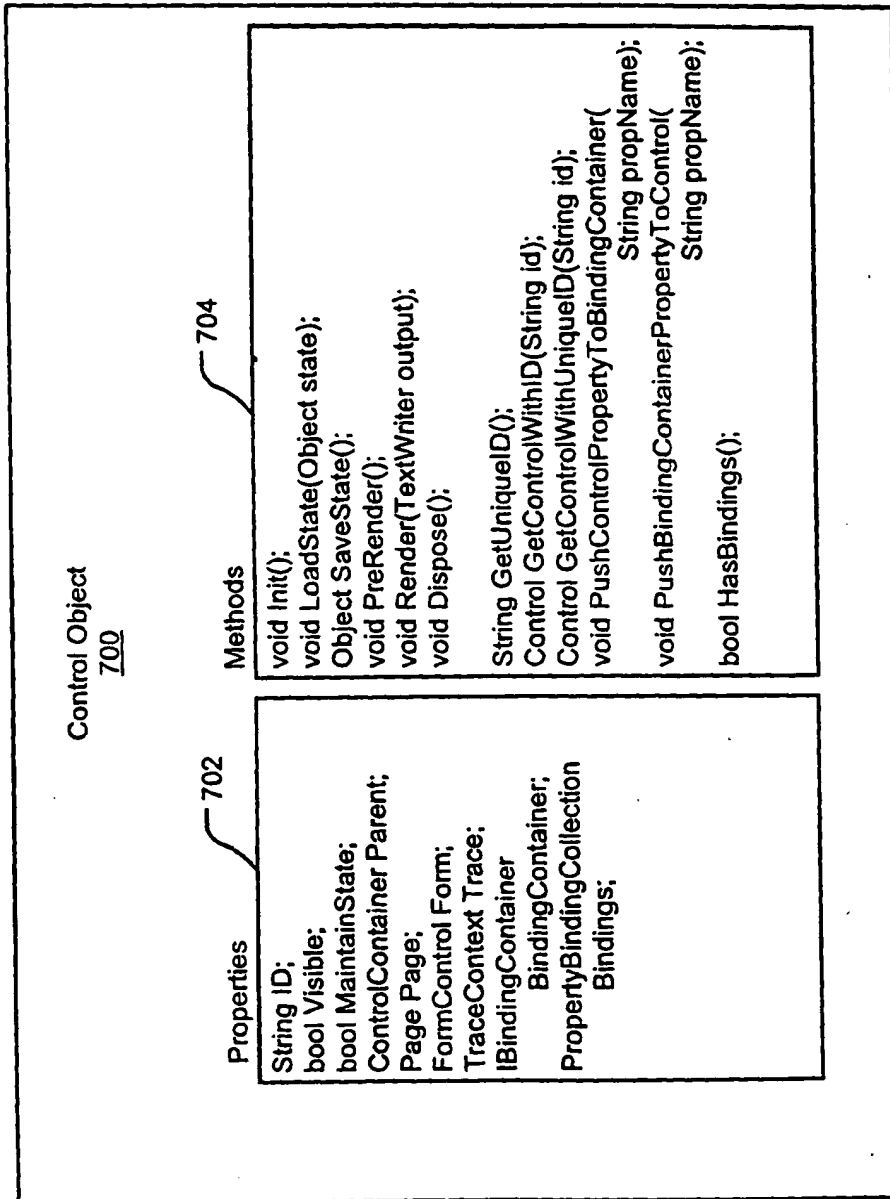 Control Object
700
Properties
702
String ID;
bool Visible;
bool MaintainState;
ControlContainer Parent;
Page Page;
FormControl Form;
TraceContext Trace;
IBindingContainer
BindingContainer;
PropertyBindingCollection
Bindings;
Methods
704
void Init();
void LoadState(Object state);
Object SaveState();
void PreRender();
void Render(TextWriter output);
void Dispose();
String GetUniqueID();
Control GetControlWithID(String id);
Control GetControlWithUniqueID(String id);
void PushControlPropertyToBindingContainer(
String propName);
void PushBindingContainerPropertyToControl(
String propName);
bool HasBindings();